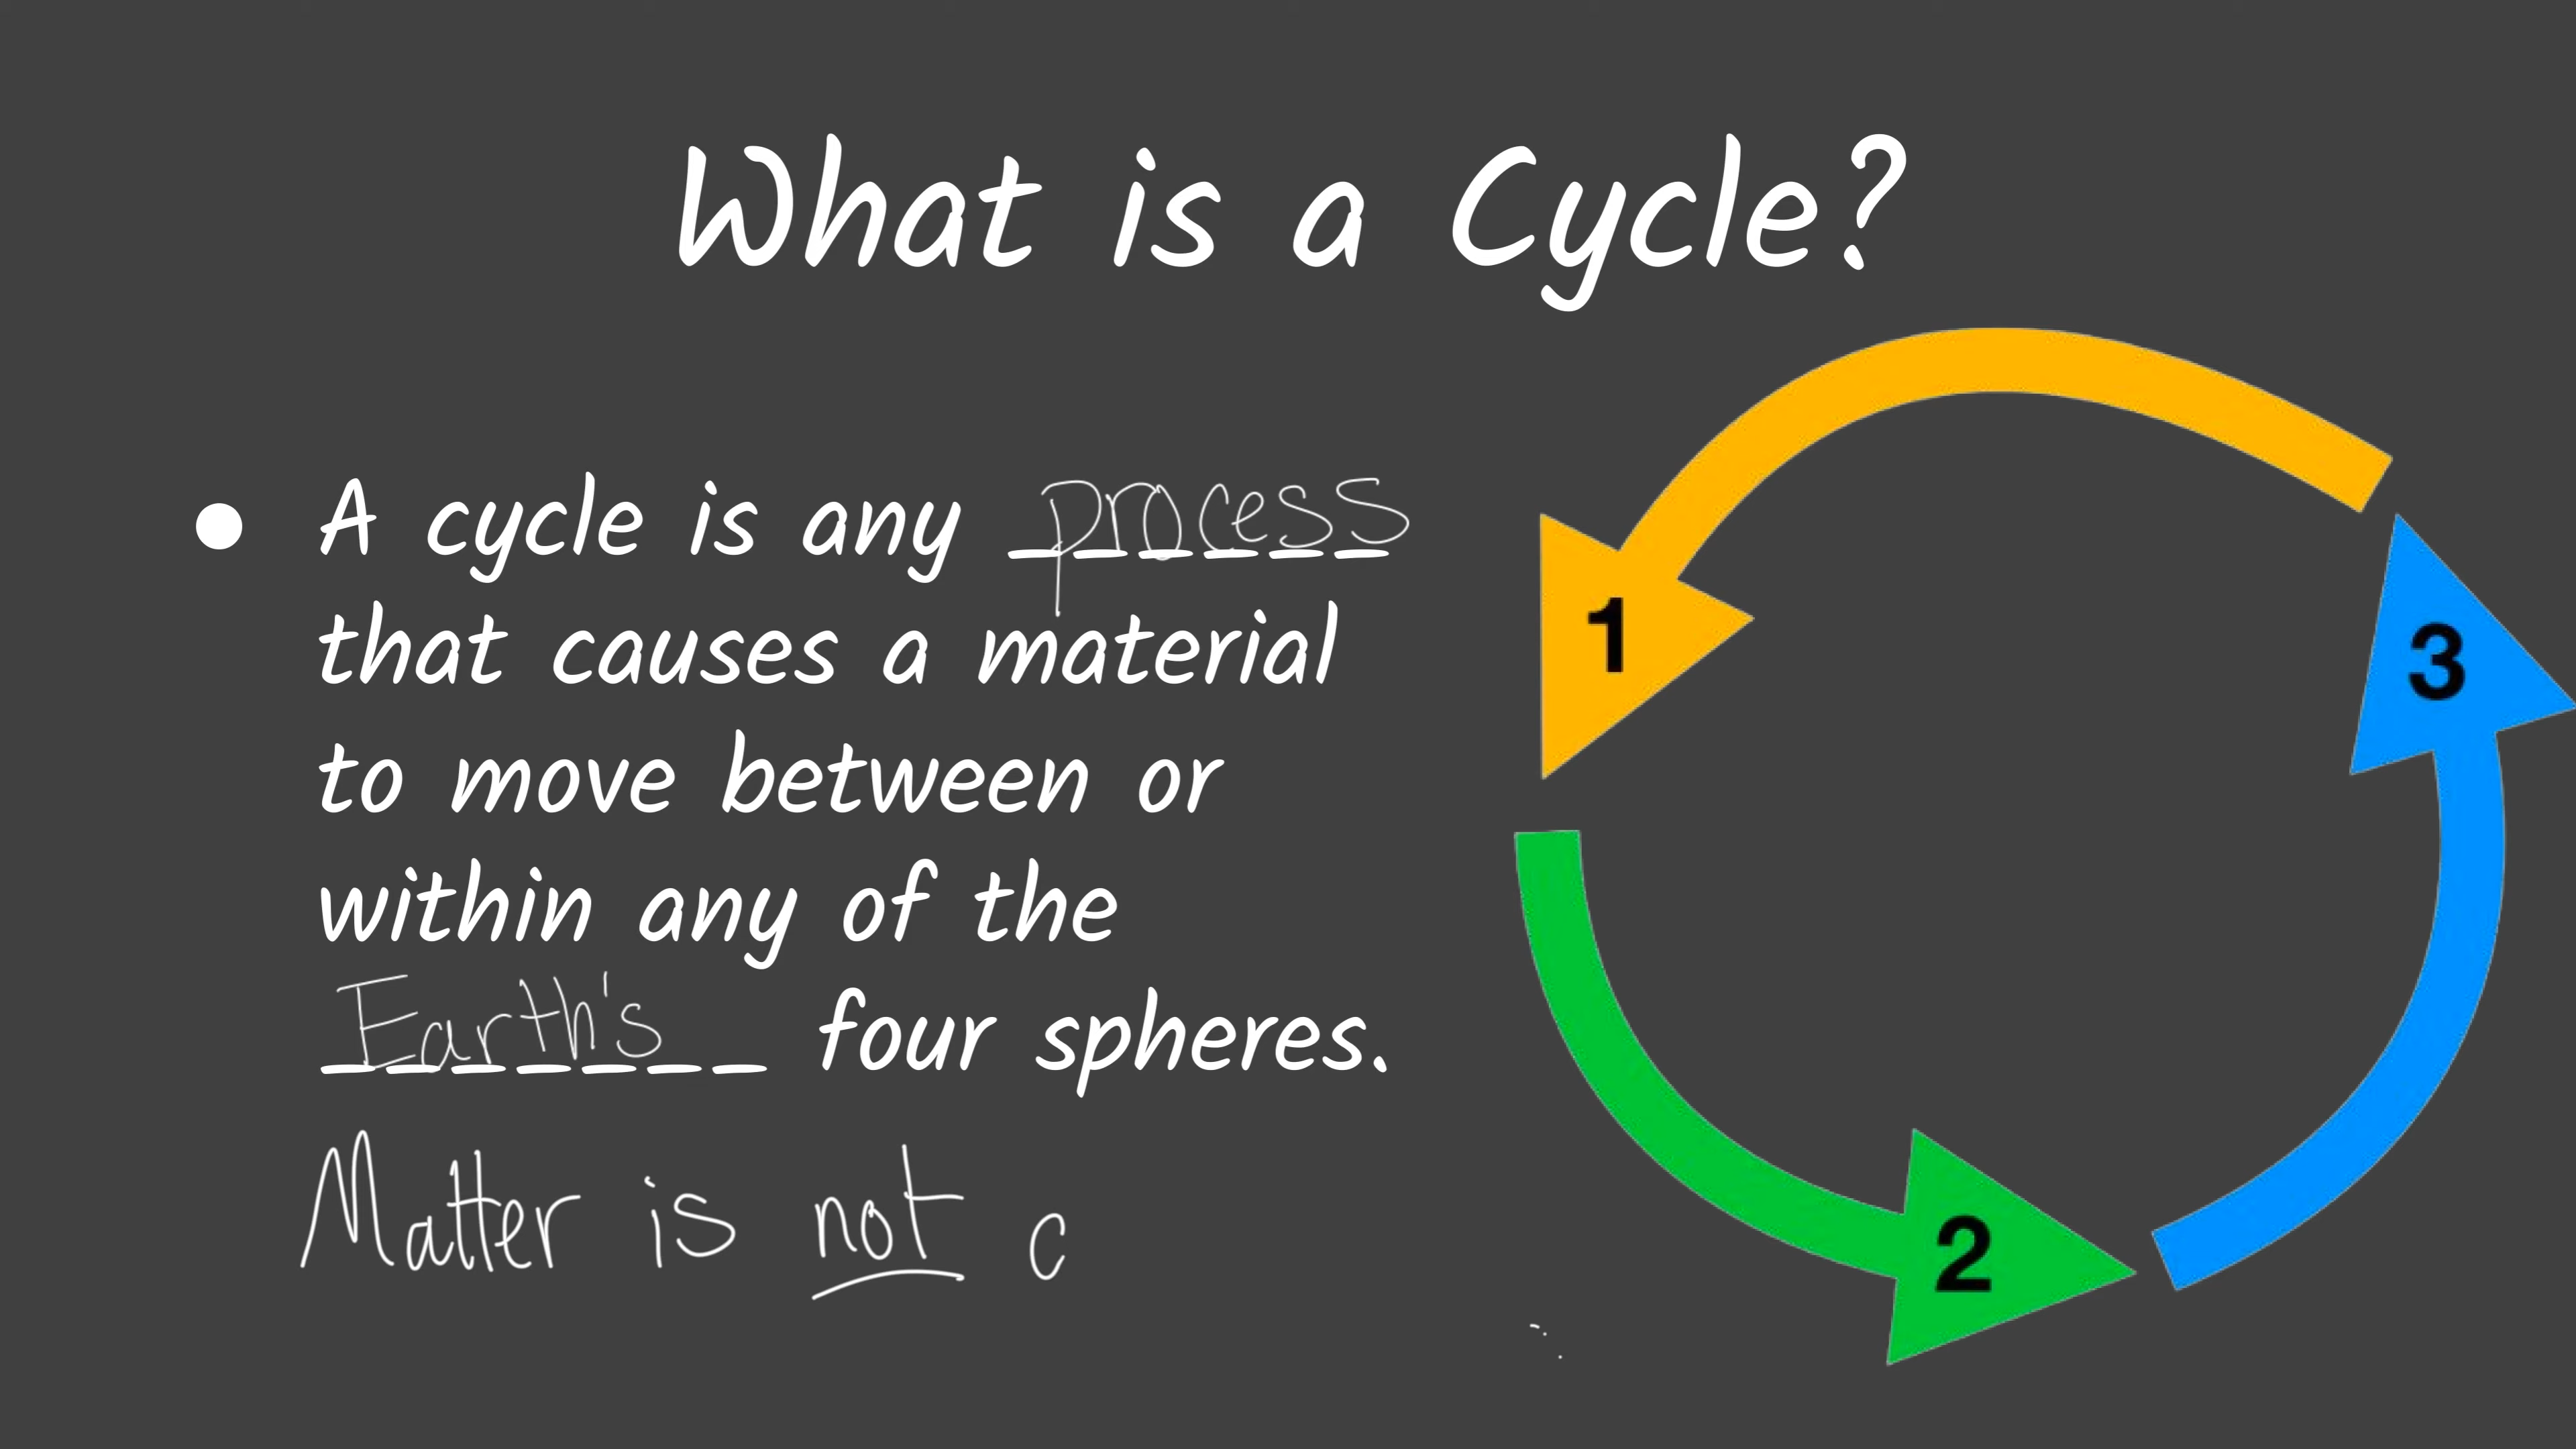 What is a Cycle?
• A cycle is any process
that causes a material
to move between or
within any of the
Earth's four spheres.
Matter is not c
1
2
3